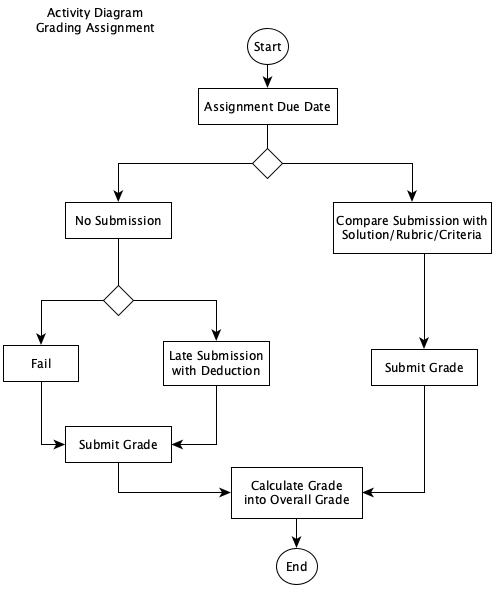 Activity Diagram
Grading Assignment
Start
Assignment Due Date
No Submission
Compare Submission with
Solution/Rubric/Criteria
Fail
Late Submission
with Deduction
Submit Grade
Submit Grade
Calculate Grade
into Overall Grade
End